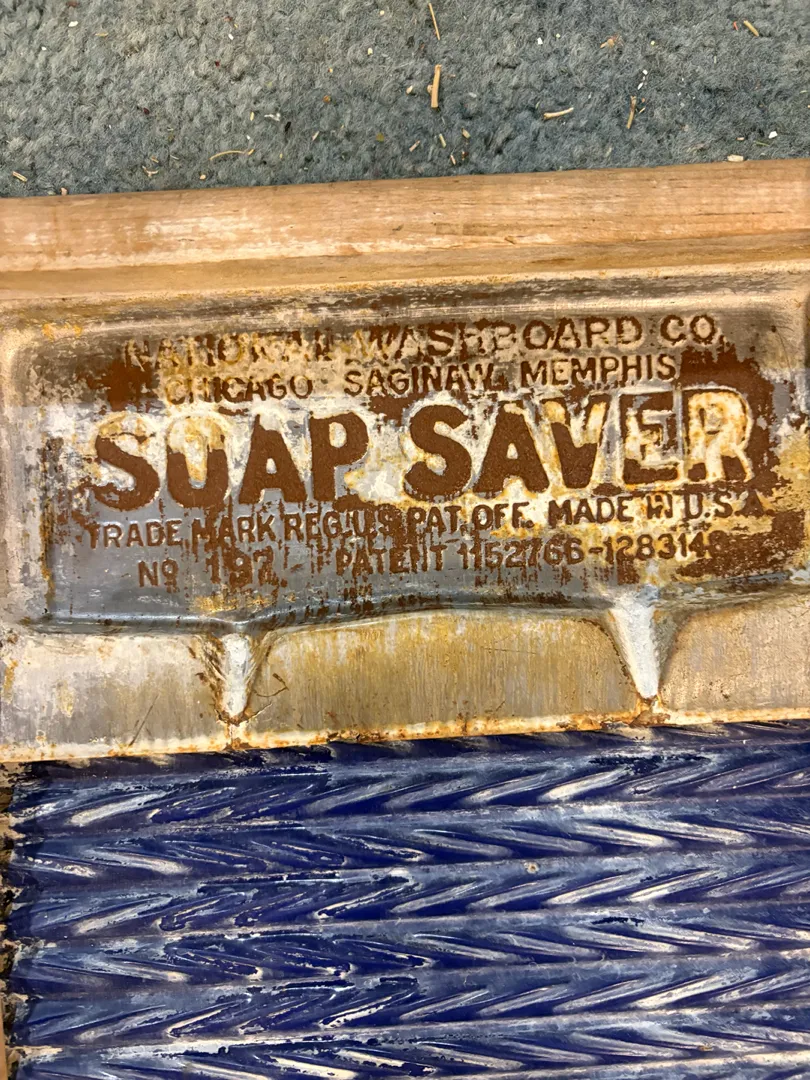 NATIONAL WASHBOARD CO.
CHICAGO SAGINAW, MEMPHIS
SOAP SAVER
TRADE MARK REG. U.S. PAT. OFF. MADE IN U.S.A.
No 197 PATENT 1152766-1283148